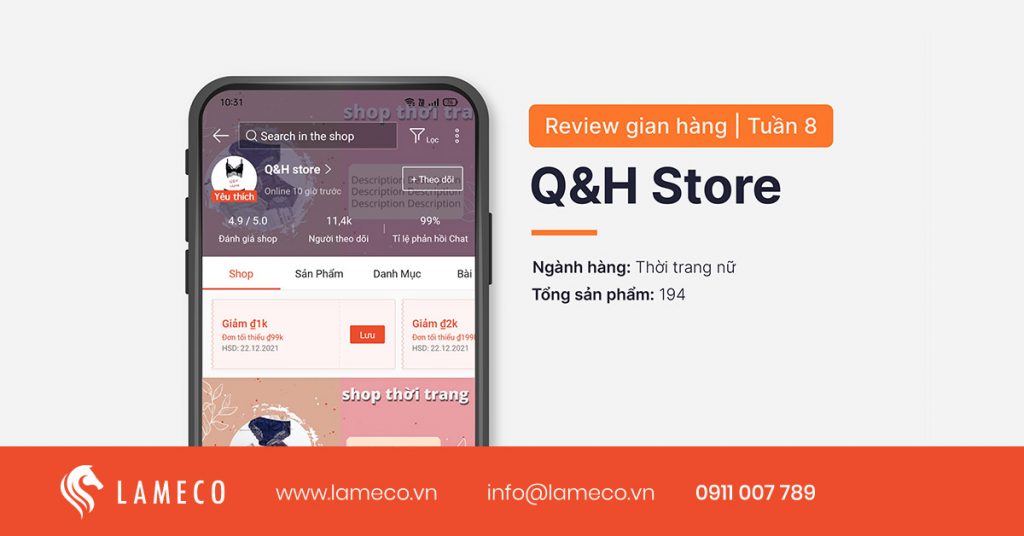 10:31
shop thời tra
Search in the shop
Lọc
Q&H store
Online 10 giờ trước
Yêu thích
+ Theo dõi
Description Description
Description Description
Description Description
4.9 / 5.0
11,4k
99%
Đánh giá shop
Người theo dõi
Tỉ lệ phản hồi Chat
Shop
Sản Phẩm
Danh Mục
Bài
Giảm ₫1k
Đơn tối thiểu ₫99k
HSD: 22.12.2021
Lưu
Giảm ₫2k
Đơn tối thiểu ₫199k
HSD: 22.12.2021
shop thời trang
Review gian hàng | Tuần 8
Q&H Store
Ngành hàng: Thời trang nữ
Tổng sản phẩm: 194
LAMECO
www.lameco.vn
info@lameco.vn
0911 007 789